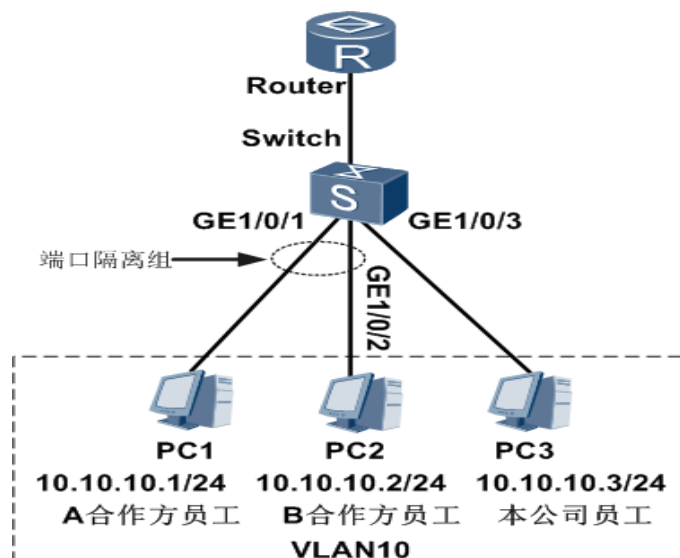 R
Router
Switch
S
GE1/0/1
GE1/0/3
端口隔离组
GE1/0/2
PC1
PC2
PC3
10.10.10.1/24
10.10.10.2/24
10.10.10.3/24
A合作方员工
B合作方员工
本公司员工
VLAN10